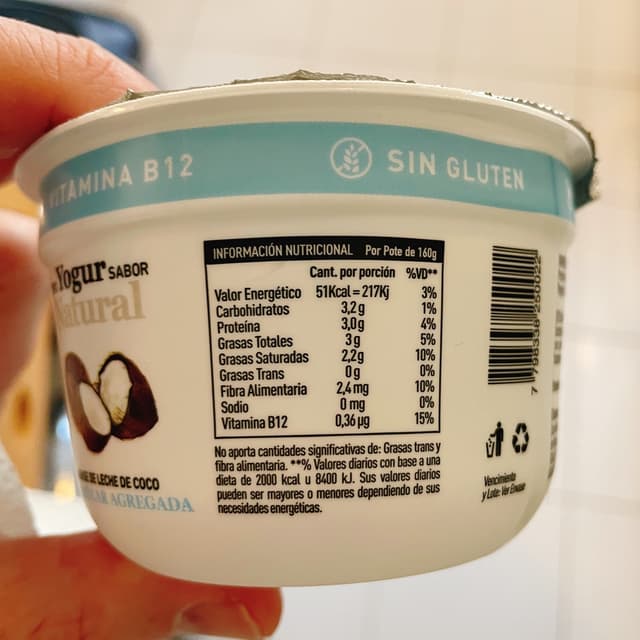 VITAMINA B12
SIN GLUTEN
Yogur SABOR
Natural
DE LECHE DE COCO
AGREGADA
INFORMACIÓN NUTRICIONAL Por Pote de 160g
Cant. por porción %VD**
Valor Energético 51Kcal=217Kj 3%
Carbohidratos 3,2 g 1%
Proteína 3,0 g 4%
Grasas Totales 3 g 5%
Grasas Saturadas 2,2g 10%
Grasas Trans 0 g 0%
Fibra Alimentaria 2,4 mg 10%
Sodio 0 mg 0%
Vitamina B12 0,36 µg 15%
No aporta cantidades significativas de: Grasas trans y
fibra alimentaria. **% Valores diarios con base a una
dieta de 2000 kcal u 8400 kJ. Sus valores diarios
pueden ser mayores o menores dependiendo de sus
necesidades energéticas.
7 798338 250022
Vencimiento
y Lote: Ver Envase